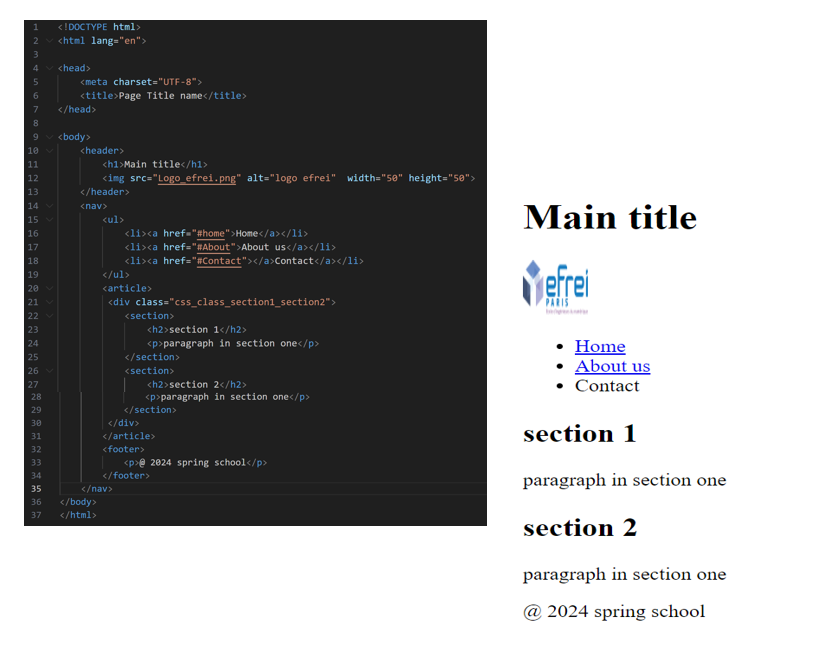 1 <!DOCTYPE html>
2 <html lang="en">
3
4 <head>
5 <meta charset="UTF-8">
6 <title>Page Title name</title>
7 </head>
8
9 <body>
10 <header>
11 <h1>Main title</h1>
12 <img src="Logo_efrei.png" alt="logo efrei"  width="50" height="50">
13 </header>
14 <nav>
15 <ul>
16 <li><a href="#home">Home</a></li>
17 <li><a href="#About">About us</a></li>
18 <li><a href="#Contact"></a>Contact</a></li>
19 </ul>
20 <article>
21 <div class="css_class_section1_section2">
22 <section>
23 <h2>section 1</h2>
24 <p>paragraph in section one</p>
25 </section>
26 <section>
27 <h2>section 2</h2>
28 <p>paragraph in section one</p>
29 </section>
30 </div>
31 </article>
32 <footer>
33 <p>@ 2024 spring school</p>
34 </footer>
35 </nav>
36 </body>
37 </html>
Main title
efrei
PARIS
Home
About us
Contact
section 1
paragraph in section one
section 2
paragraph in section one
@ 2024 spring school